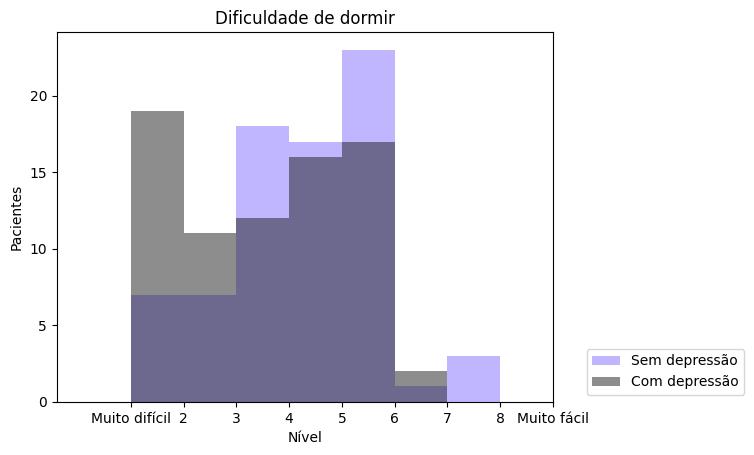 Dificuldade de dormir
Pacientes
20
15
10
5
0
Muito difícil 2 3 4 5 6 7 8 Muito fácil
Nível
Sem depressão
Com depressão